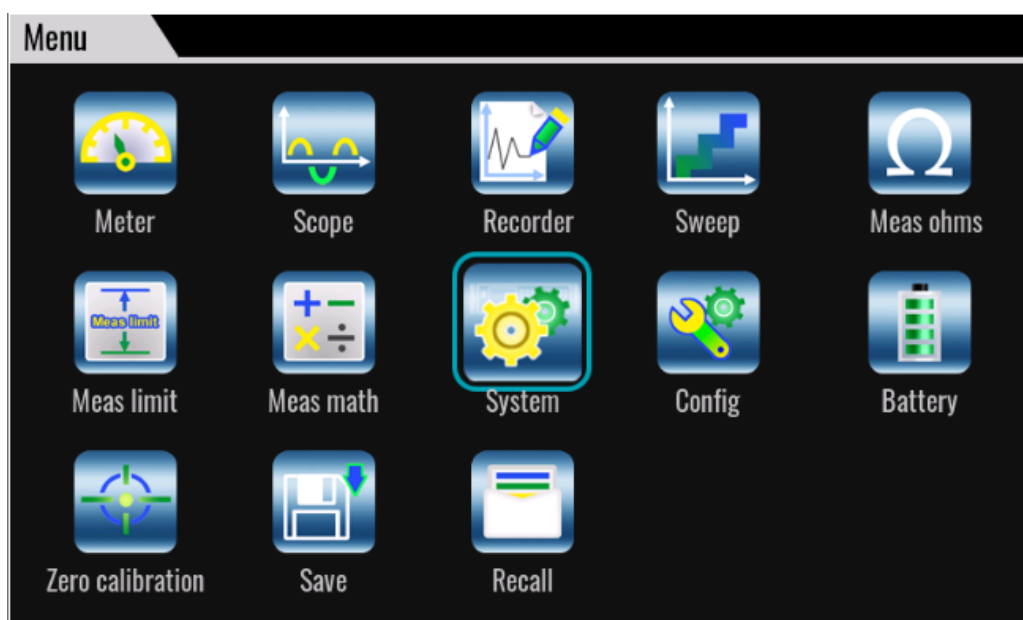 Menu
Meter Scope Recorder Sweep Meas ohms
Meas limit
Meas limit Meas math System Config Battery
Zero calibration Save Recall